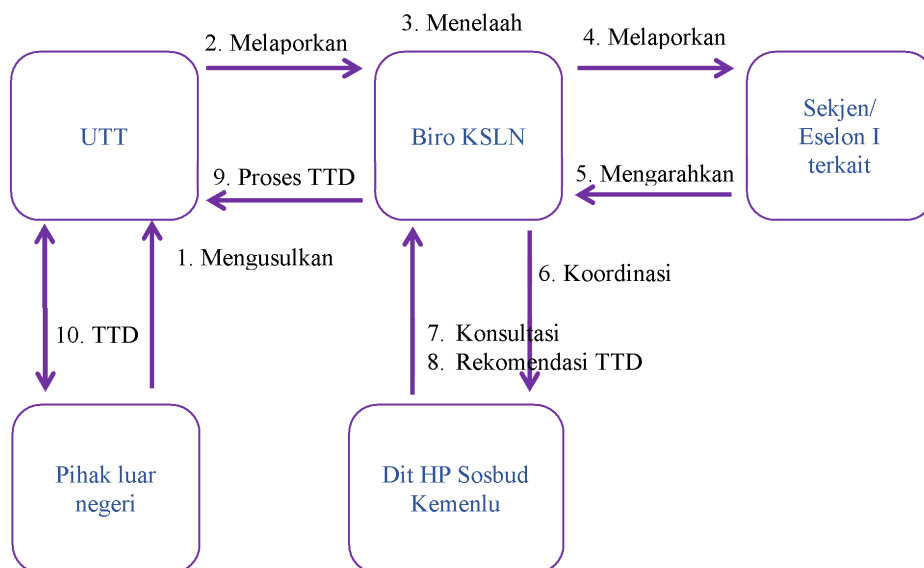 3. Menelaah
2. Melaporkan
4. Melaporkan
UTT
Biro KSLN
Sekjen/
Eselon I
terkait
9. Proses TTD
5. Mengarahkan
1. Mengusulkan
6. Koordinasi
10. TTD
7. Konsultasi
8. Rekomendasi TTD
Pihak luar
negeri
Dit HP Sosbud
Kemenlu